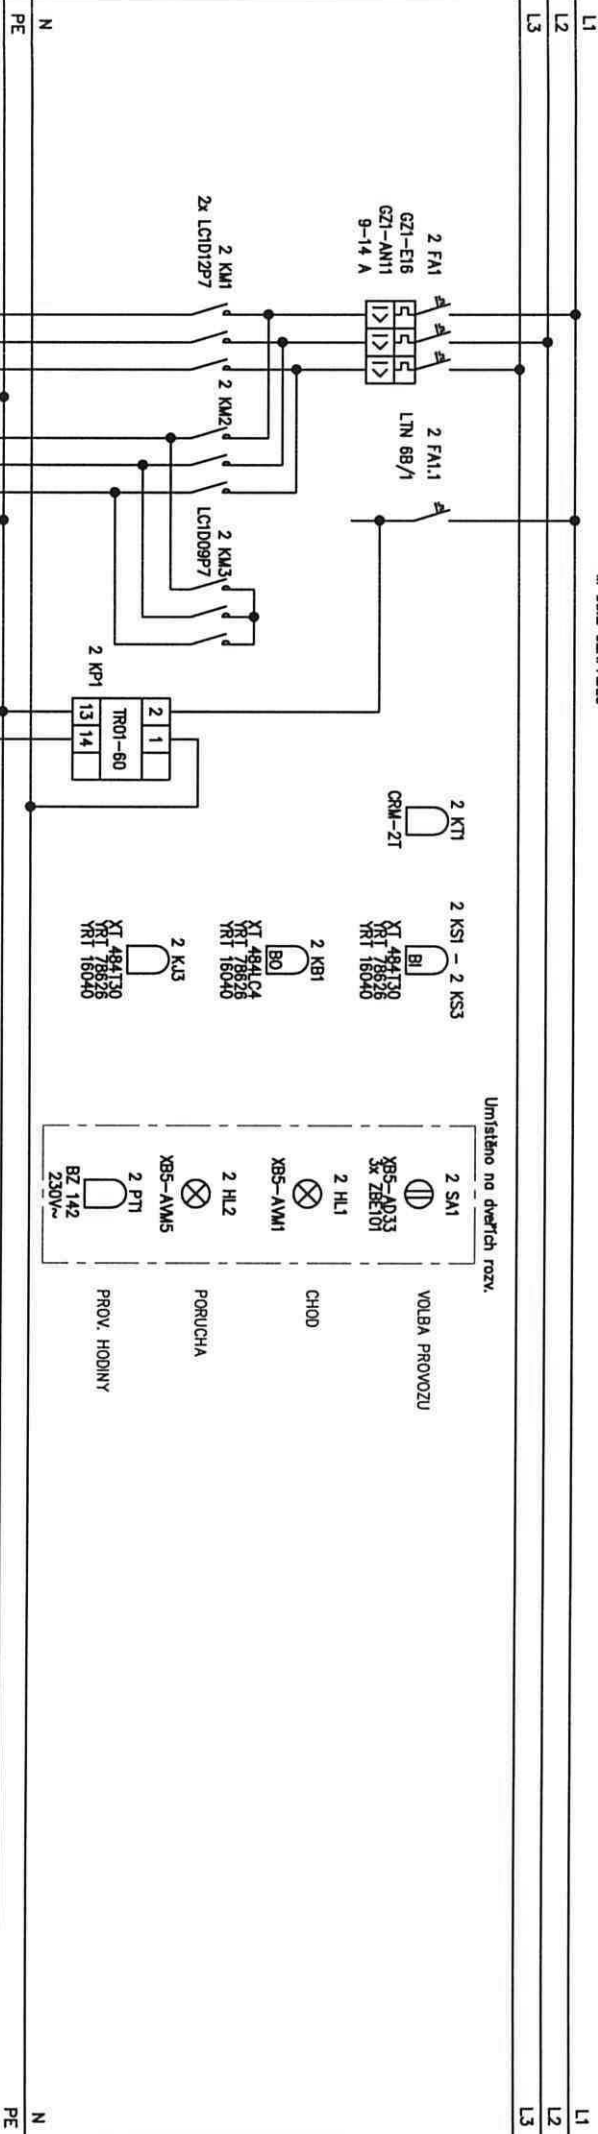 L1
L2
L3
N
PE
2 FA1
GZ1-E16
GZ1-AN11
9-14 A
2 KM1
2x LC1D12P7
2 KM2
2 FA1.1
LTN 6B/1
2 KM3
LC1D09P7
2 KP1
2
1
TR01-60
13
14
2 KT1
CRM-2T
2 KS1 - 2 KS3
BI
XT 484T30
YRT 78626
YRT 16040
2 KB1
BO
XT 484LC4
YRT 78626
YRT 16040
2 KJ3
XT 484T30
YRT 78626
YRT 16040
Umístěno na dveřích rozv.
2 SA1
XB5-AD33
3x ZBE101
VOLBA PROVOZU
2 HL1
XB5-AVM1
CHOD
2 HL2
XB5-AVM5
PORUCHA
2 PT1
BZ 142
230V~
PROV. HODINY
L1
L2
L3
N
PE